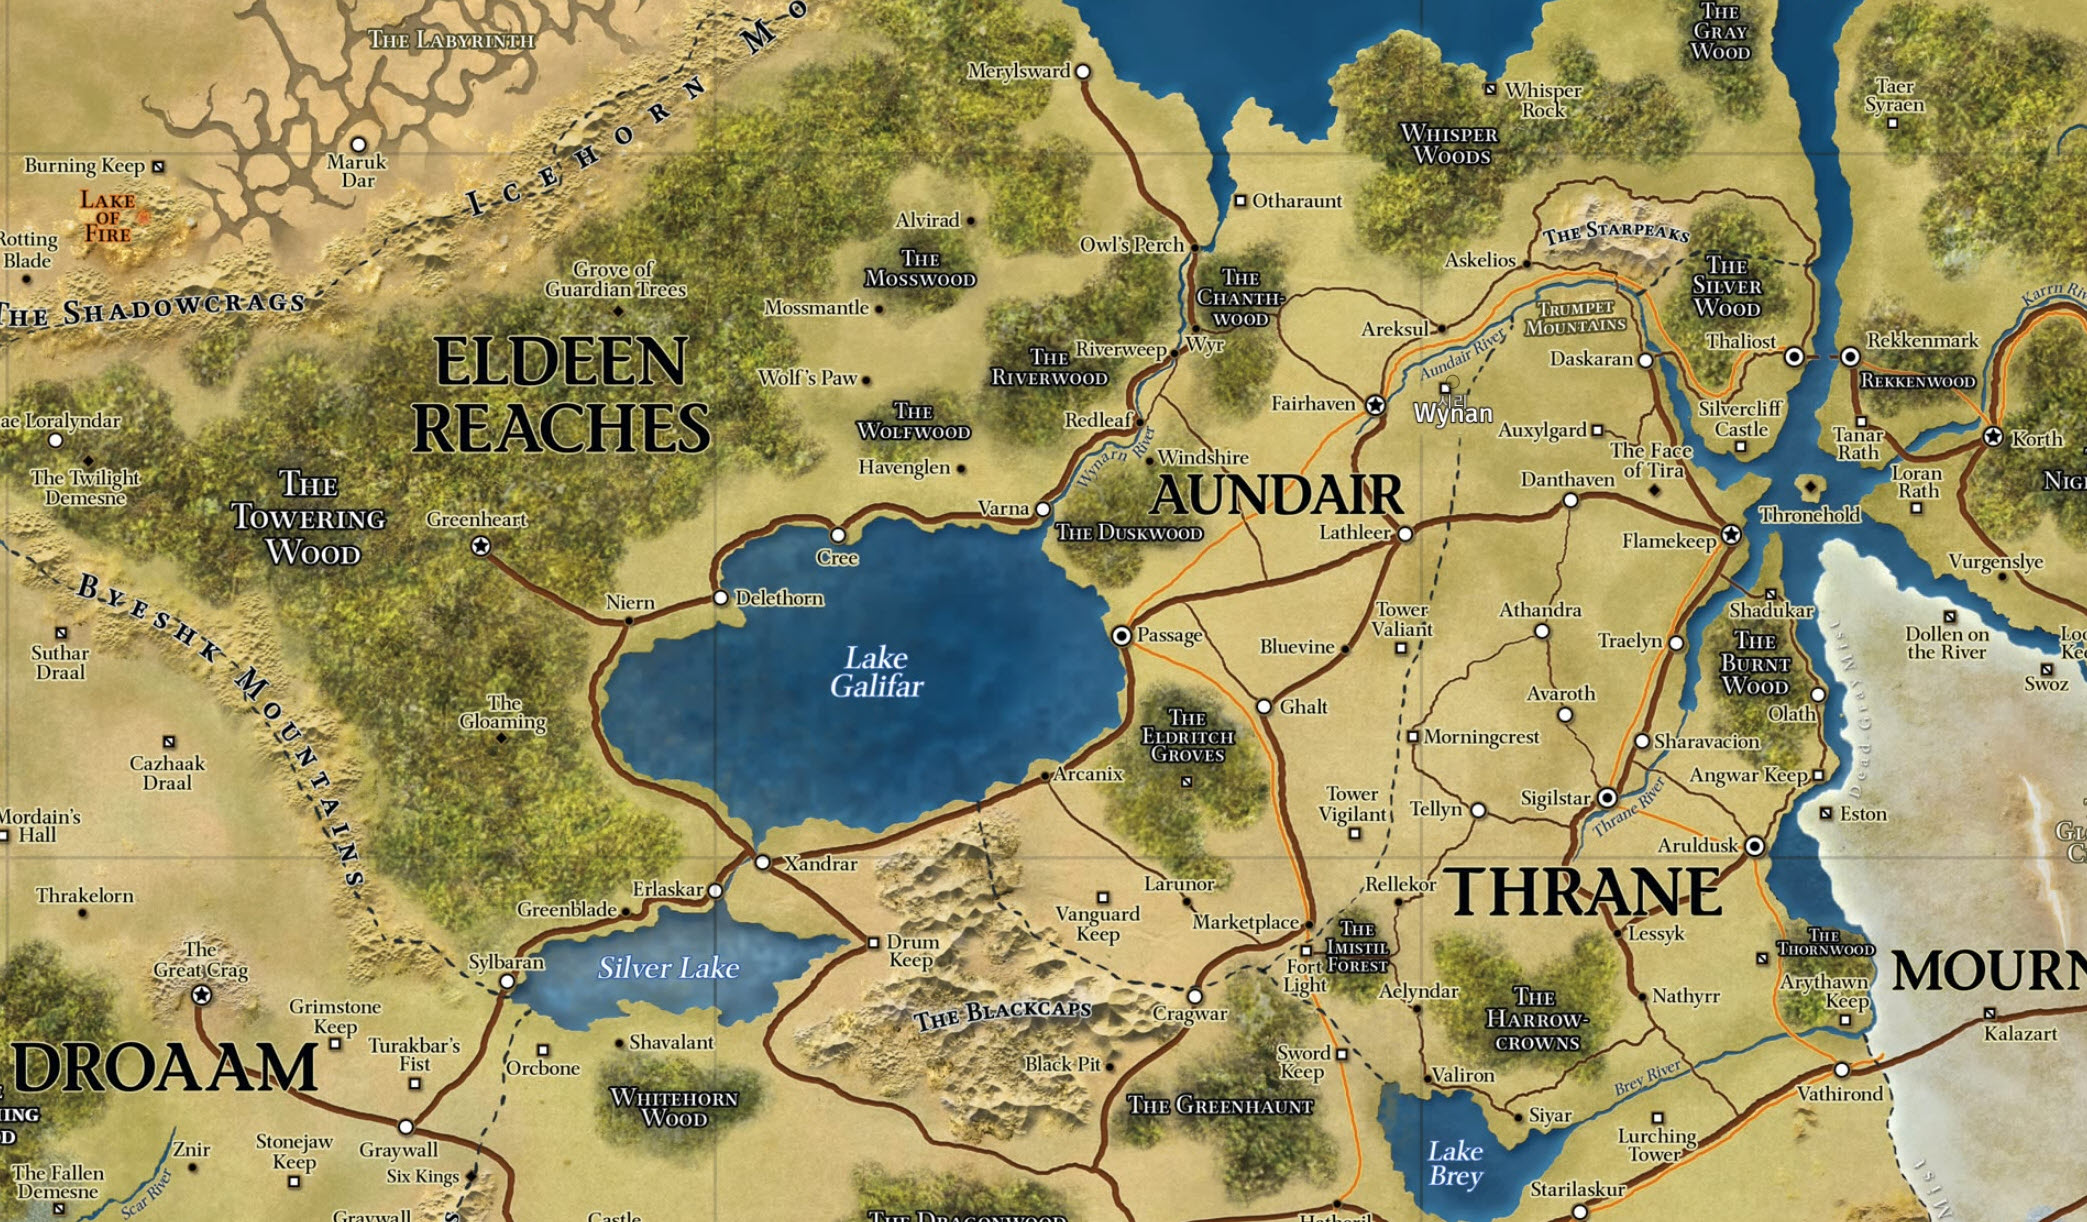 THE LABYRINTH
ICEHORN MO
THE
GRAY
WOOD
Merylsward
Whisper
Rock
Taer
Syraen
WHISPER
WOODS
Burning Keep
Maruk
Dar
LAKE
OF
FIRE
Otharaunt
Rotting
Blade
Alvirad
Owl's Perch
THE STARPEAKS
Askelios
THE
MOSSWOOD
THE
CHANTH-
WOOD
THE
SILVER
WOOD
Grove of
Guardian Trees
THE SHADOWCRAGS
Mossmantle
Karrn Riv
TRUMPET
MOUNTAINS
Areksul
Aundair River
ELDEEN
REACHES
THE
RIVERWOOD
Riverweep
Wyr
Thaliost
Rekkenmark
Daskaran
REKKENWOOD
Wolf's Paw
Wynan
Fairhaven
THE
WOLFWOOD
Redleaf
Silvercliff
Castle
ae Loralyndar
Auxylgard
Tanar
Rath
Korth
The Face
of Tira
Wynarn River
Windshire
Havenglen
The Twilight
Demesne
Loran
Rath
NIG
THE
TOWERING
WOOD
AUNDAIR
Danthaven
Varna
Greenheart
Thronehold
THE DUSKWOOD
Lathleer
Flamekeep
Cree
Vurgenslye
BYESHK MOUNTAINS
Delethorn
Niern
Athandra
Tower
Valiant
Shadukar
Suthar
Draal
Passage
Bluevine
Traelyn
THE
BURNT
WOOD
Dead-Gray Mist
Dollen on
the River
Loo
Kee
Lake
Galifar
Swoz
The
Gloaming
Ghalt
Avaroth
Olath
THE
ELDRITCH
GROVES
Morningcrest
Sharavacion
Cazhaak
Draal
Arcanix
Angwar Keep
Tower
Vigilant
Tellyn
Sigilstar
Thrane River
Eston
Mordain's
Hall
GL
C
Aruldusk
Xandrar
Erlaskar
Larunor
Rellekor
THRANE
Thrakelorn
Greenblade
Vanguard
Keep
Marketplace
Lessyk
THE
IMISTIL
FOREST
THE
THORNWOOD
The
Great Crag
Sylbaran
Silver Lake
Drum
Keep
Fort
Light
MOURN
Arythawn
Keep
Aelyndar
Nathyrr
Grimstone
Keep
THE BLACKCAPS
Cragwar
THE
HARROW-
CROWNS
Kalazart
DROAAM
Turakbar's
Fist
Orcbone
Shavalant
Black Pit
Sword
Keep
Valiron
Brey River
Vathirond
WHITEHORN
WOOD
THE GREENHAUNT
Siyar
ING
D
Znir
Stonejaw
Keep
Graywall
Lurching
Tower
Lake
Brey
Six Kings
The Fallen
Demesne
Scar River
Starilaskur
Mist
Graywall
Castle
THE DRAGONWOOD
Hatheril